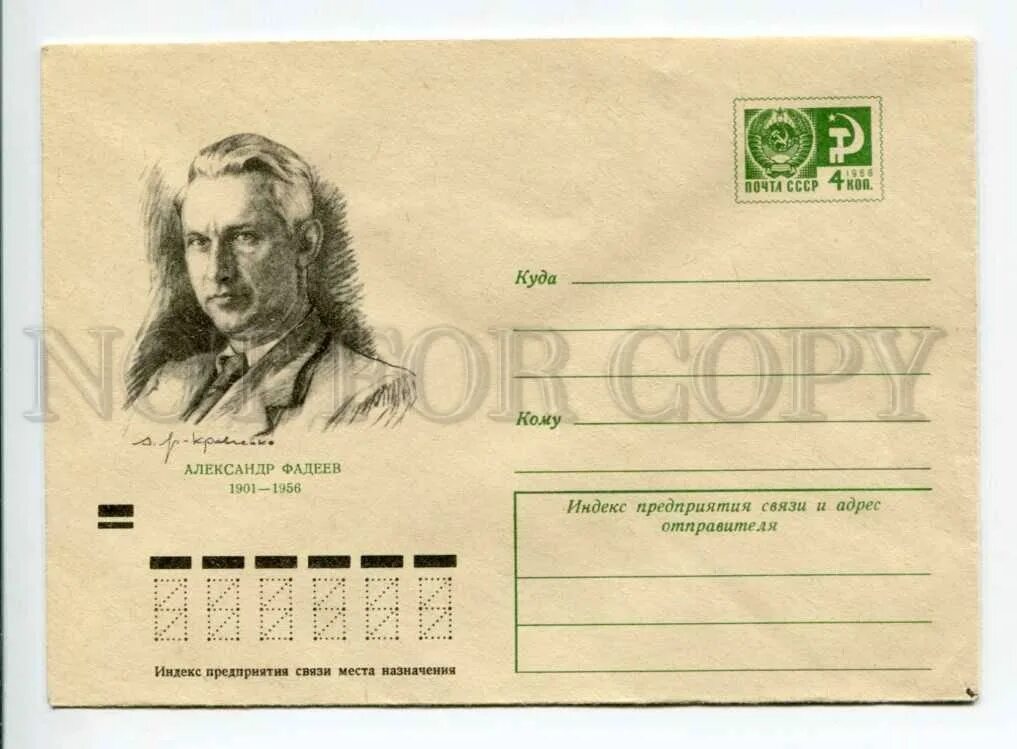 1966
ПОЧТА СССР 4 КОП.
Куда
NOT FOR COPY
Кому
АЛЕКСАНДР ФАДЕЕВ
1901—1956
Индекс предприятия связи и адрес
отправителя
Индекс предприятия связи места назначения